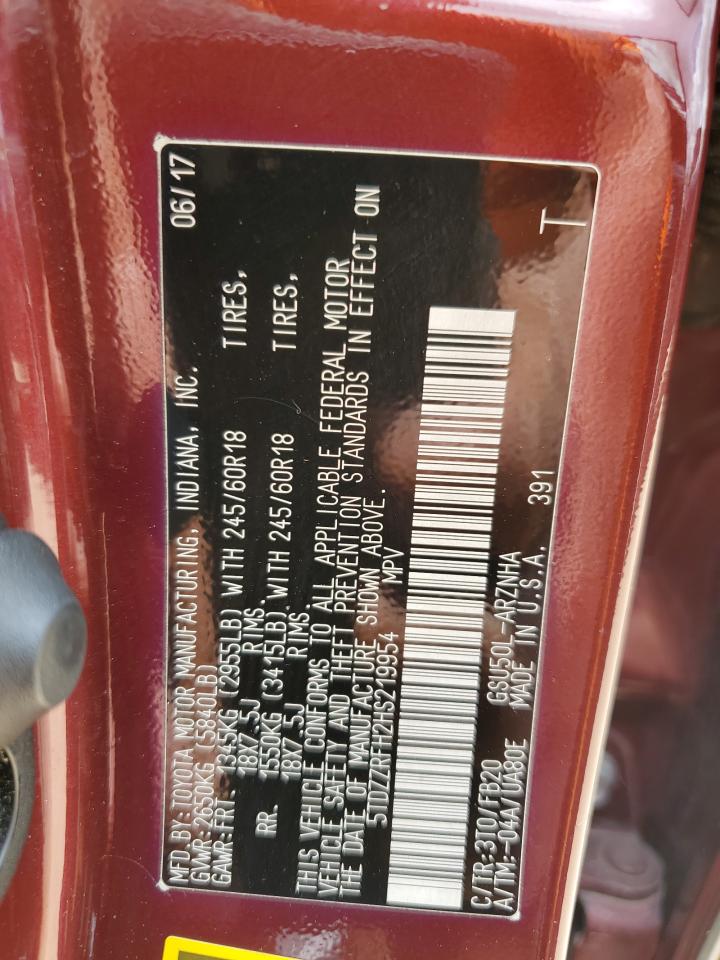 MFD.BY:TOYOTA MOTOR MANUFACTURING, INDIANA, INC. 06/17
GVWR:2650KG (5840LB)
GAWR:FRT 1345KG (2955LB) WITH 245/60R18 TIRES,
18X7.5J RIMS,
RR. 1550KG (3415LB) WITH 245/60R18 TIRES,
18X7.5J RIMS,
THIS VEHICLE CONFORMS TO ALL APPLICABLE FEDERAL MOTOR
VEHICLE SAFETY AND THEFT PREVENTION STANDARDS IN EFFECT ON
THE DATE OF MANUFACTURE SHOWN ABOVE.
5TDZZRFH2HS219954 MPV
C/TR:3T0/FB20 GSU50L-ARZNHA
A/TM:-04A/UA80E MADE IN U.S.A. 391 T